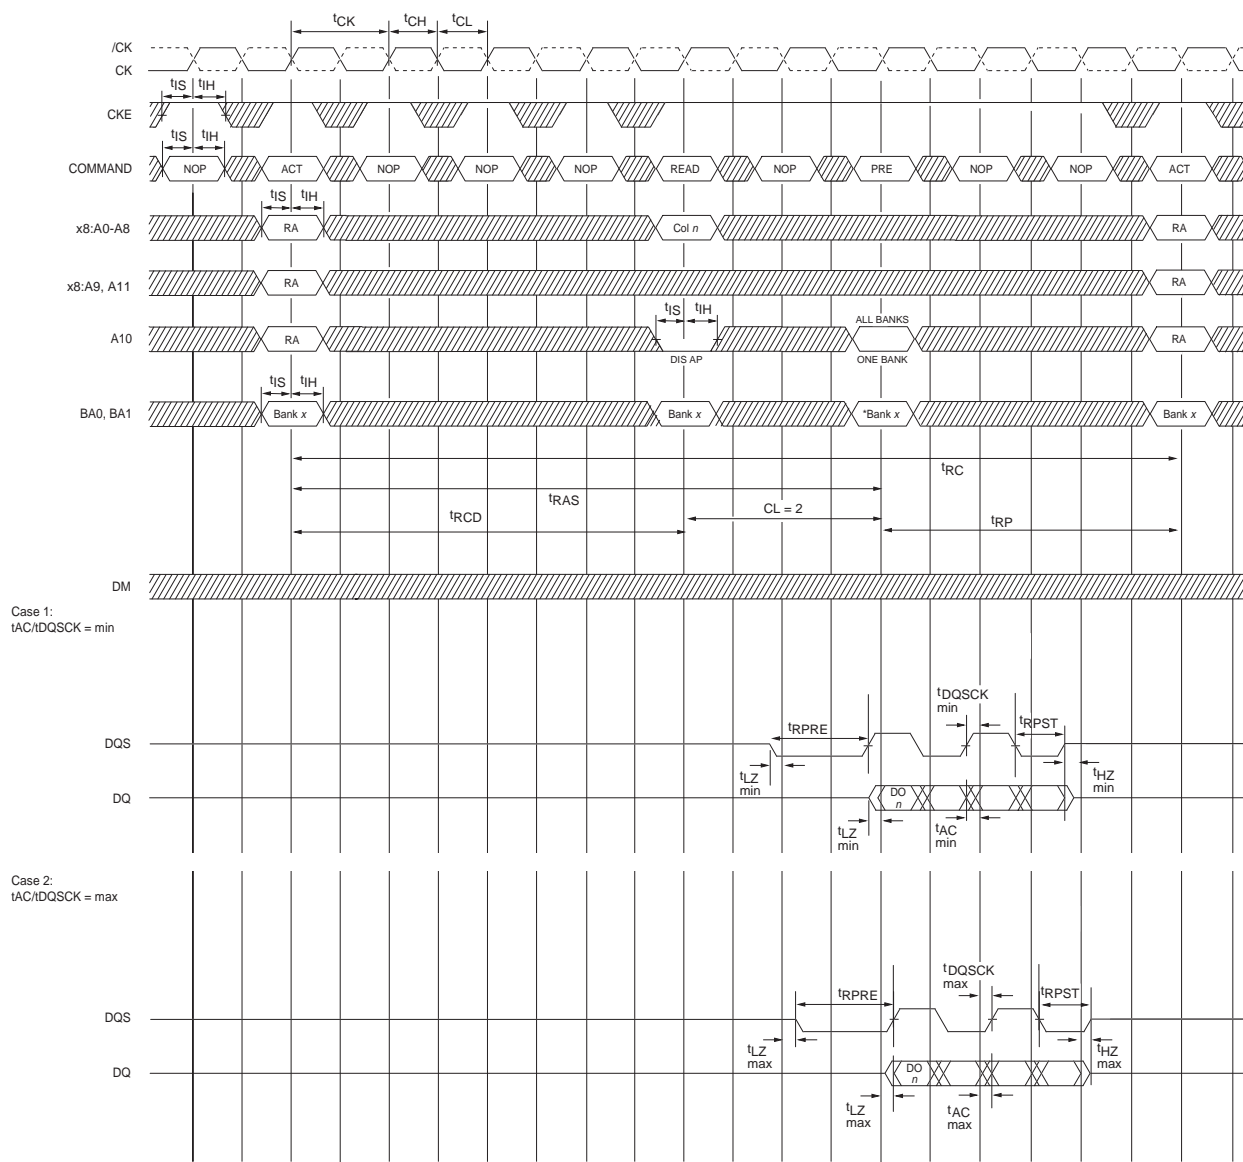 tCK tCH tCL
/CK
CK
tIS tIH
CKE
tIS tIH
COMMAND NOP ACT NOP NOP NOP READ NOP PRE NOP NOP ACT
tIS tIH
x8:A0-A8 RA Col n RA
x8:A9, A11 RA RA
tIS tIH ALL BANKS
A10 RA RA
DIS AP ONE BANK
tIS tIH
BA0, BA1 Bank x Bank x *Bank x Bank x
tRC
tRAS
tRCD CL = 2 tRP
DM
Case 1:
tAC/tDQSCK = min
tDQSCK
min
tRPRE tRPST
DQS
tLZ
min
tHZ
min
DQ DO
n
tLZ
min
tAC
min
Case 2:
tAC/tDQSCK = max
tDQSCK
max
tRPRE tRPST
DQS
tLZ
max
tHZ
max
DQ DO
n
tLZ
max
tAC
max